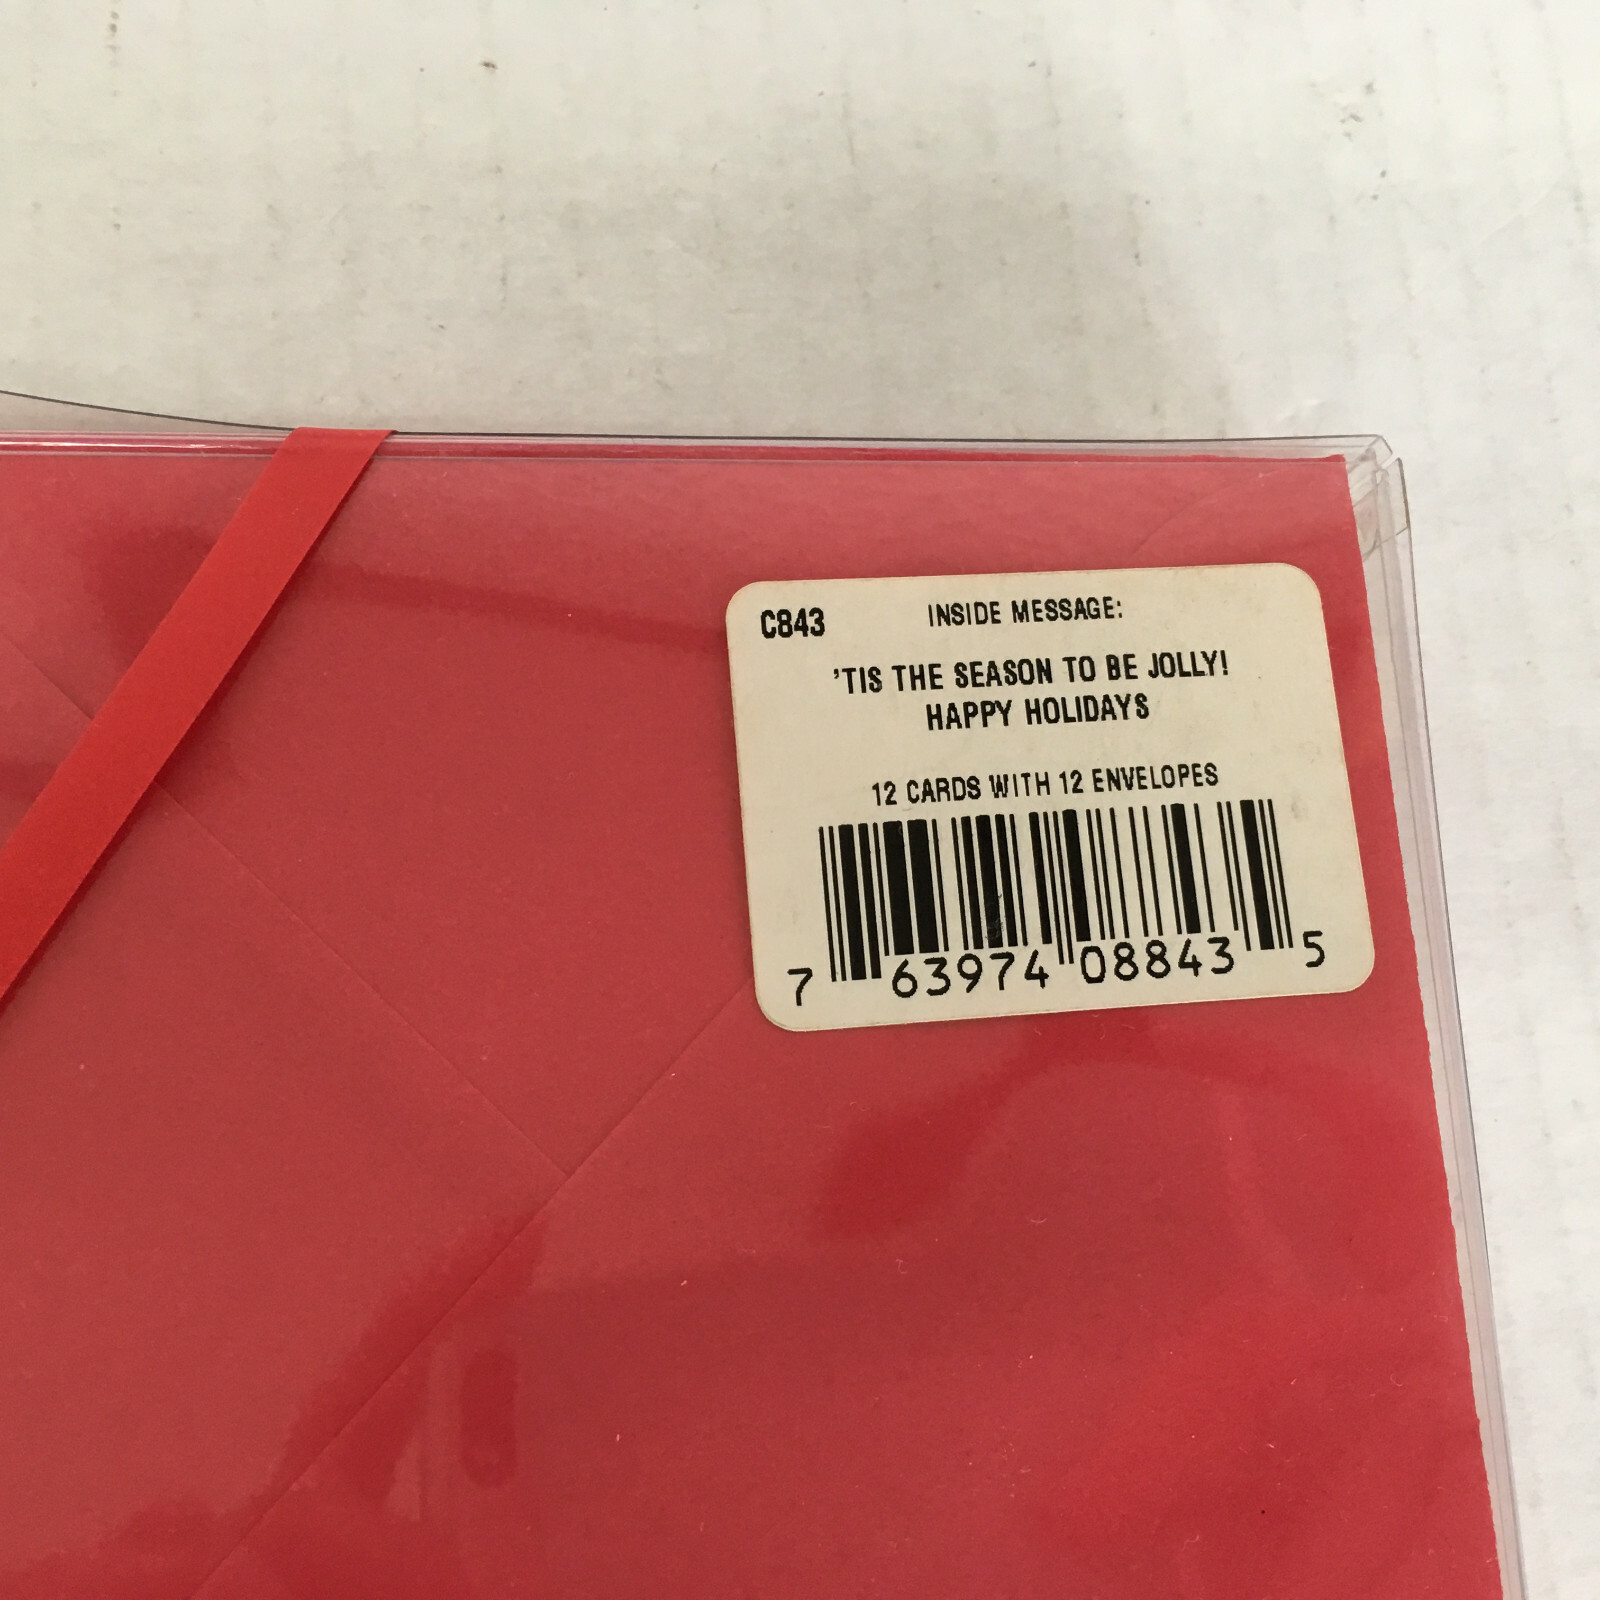 C843 INSIDE MESSAGE:
'TIS THE SEASON TO BE JOLLY!
HAPPY HOLIDAYS
12 CARDS WITH 12 ENVELOPES
7 63974 08843 5